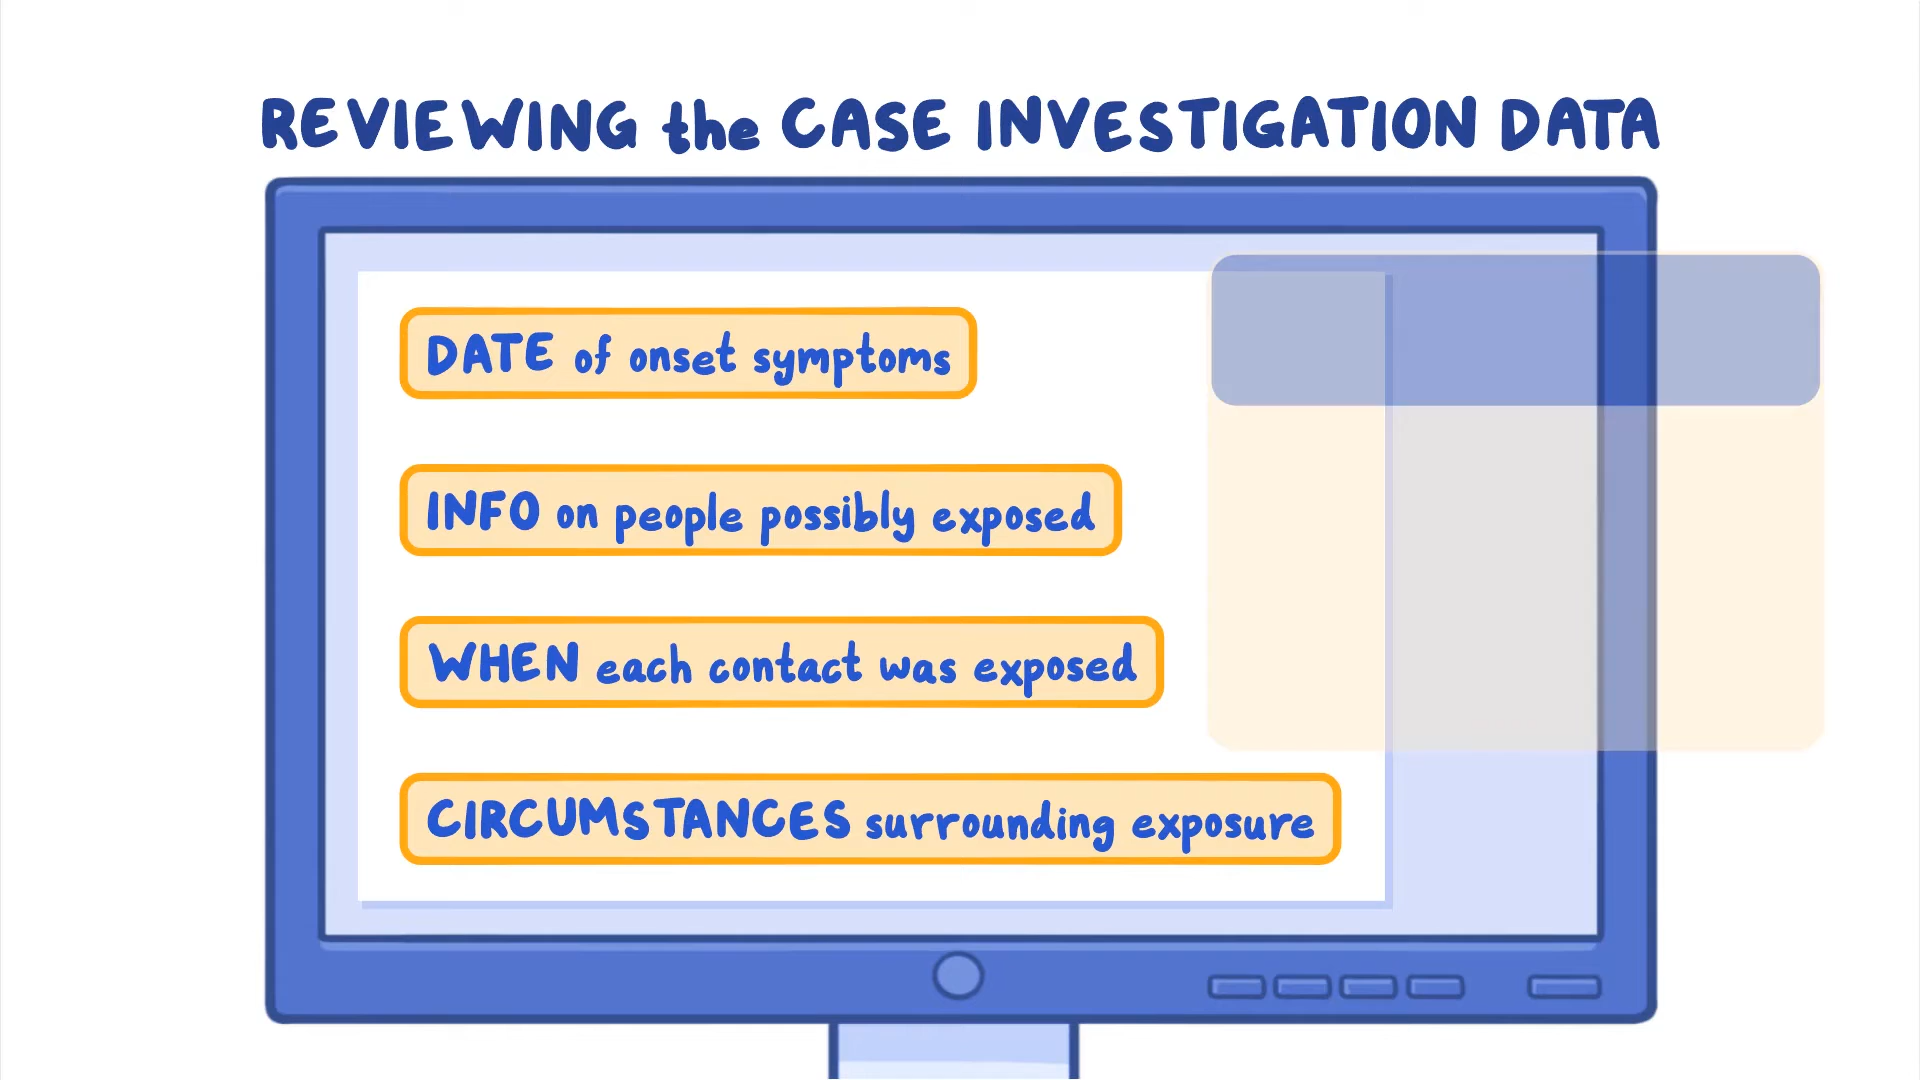 REVIEWING the CASE INVESTIGATION DATA
DATE of onset symptoms
INFO on people possibly exposed
WHEN each contact was exposed
CIRCUMSTANCES surrounding exposure